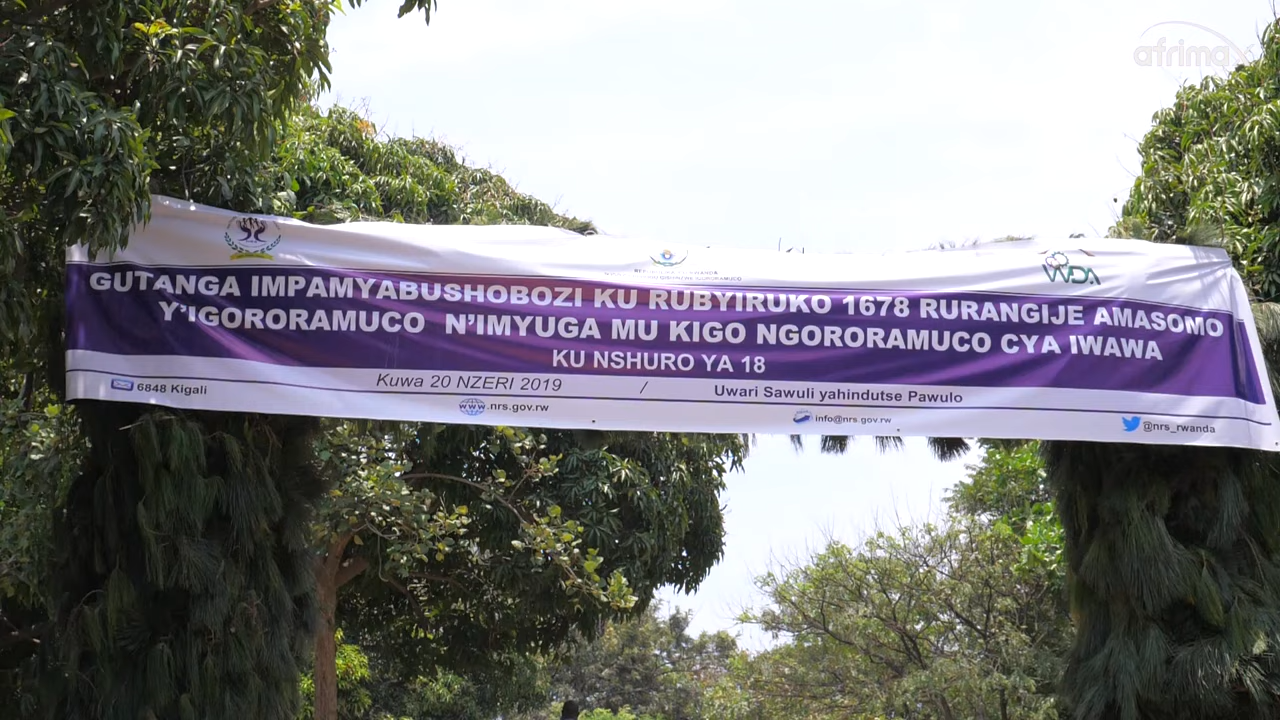 afrima
WDA
GUTANGA IMPAMYABUSHOBOZI KU RUBYIRUKO 1678 RURANGIJE AMASOMO
Y'IGORORAMUCO N'IMYUGA MU KIGO NGORORAMUCO CYA IWAWA
KU NSHURO YA 18
Kuwa 20 NZERI 2019 / Uwari Sawuli yahindutse Pawulo
6848 Kigali
www.nrs.gov.rw
info@nrs.gov.rw
@nrs_rwanda